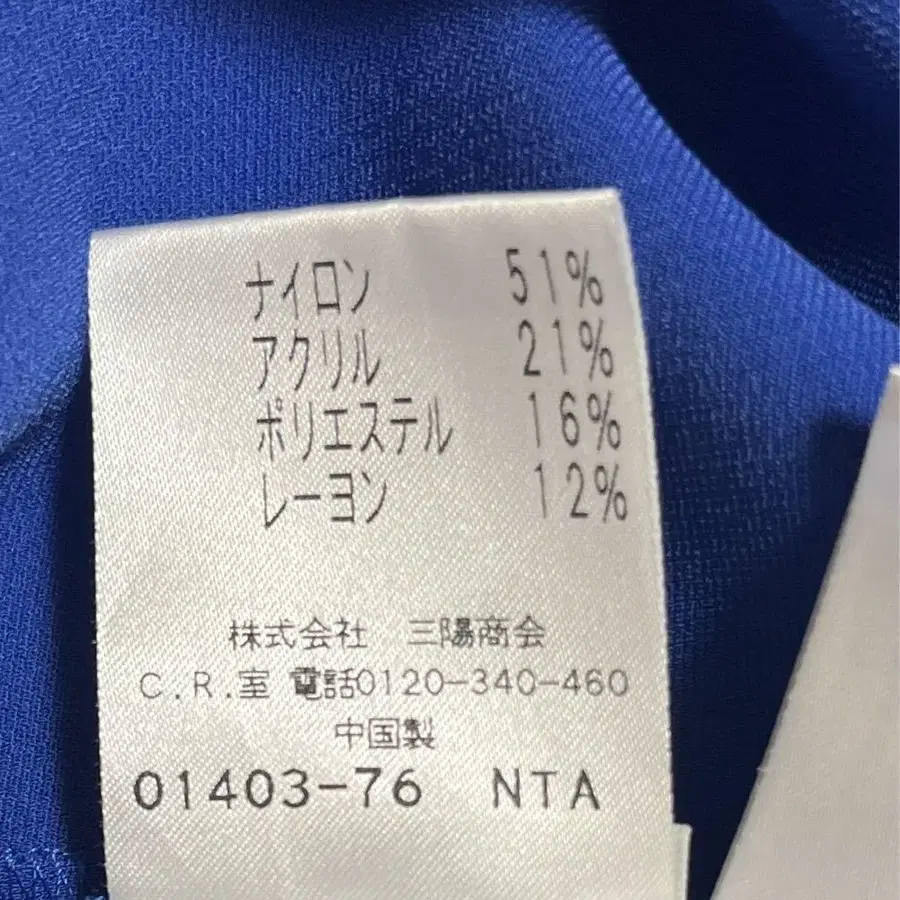 ナイロン 51%
アクリル 21%
ポリエステル 16%
レーヨン 12%
株式会社 三陽商会
C.R.室 電話0120-340-460
中国製
01403-76 NTA